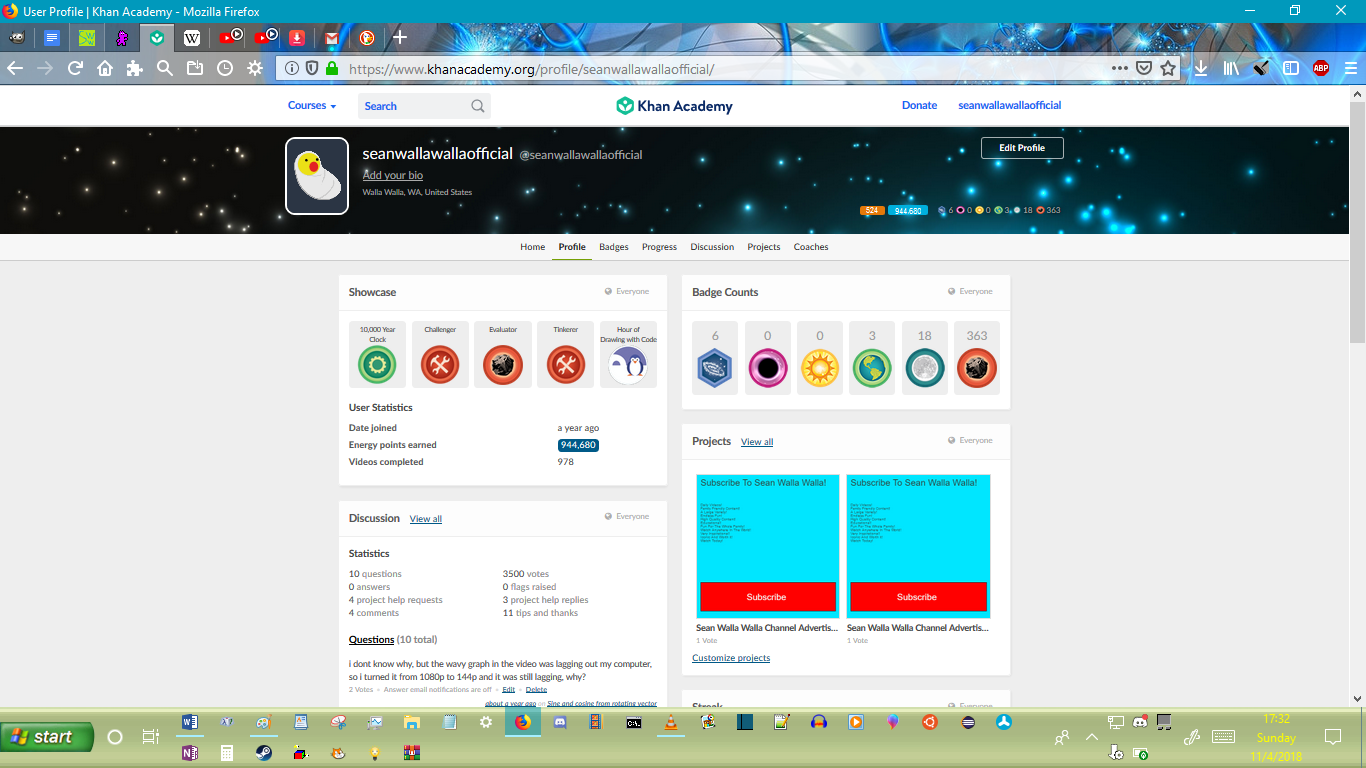 User Profile | Khan Academy - Mozilla Firefox
https://www.khanacademy.org/profile/seanwallawallaofficial/
ABP
Courses
Search
Khan Academy
Donate
seanwallawallaofficial
seanwallawallaofficial @seanwallawallaofficial
Edit Profile
Add your bio
Walla Walla, WA, United States
524 944,680 6 0 0 3 18 363
Home Profile Badges Progress Discussion Projects Coaches
Showcase
Everyone
10,000 Year Clock
Challenger
Evaluator
Tinkerer
Hour of Drawing with Code
User Statistics
Date joined a year ago
Energy points earned 944,680
Videos completed 978
Badge Counts
Everyone
6 0 0 3 18 363
Discussion View all
Everyone
Statistics
10 questions 3500 votes
0 answers 0 flags raised
4 project help requests 3 project help replies
4 comments 11 tips and thanks
Questions (10 total)
i dont know why, but the wavy graph in the video was lagging out my computer,
so i turned it from 1080p to 144p and it was still lagging, why?
2 Votes • Answer email notifications are off • Edit • Delete
about a year ago on Sine and cosine from rotating vector
Projects View all
Everyone
Subscribe To Sean Walla Walla!
Subscribe
Sean Walla Walla Channel Advertis...
1 Vote
Subscribe To Sean Walla Walla!
Subscribe
Sean Walla Walla Channel Advertis...
1 Vote
Customize projects
Streak
Everyone
start
17:32
Sunday
11/4/2018